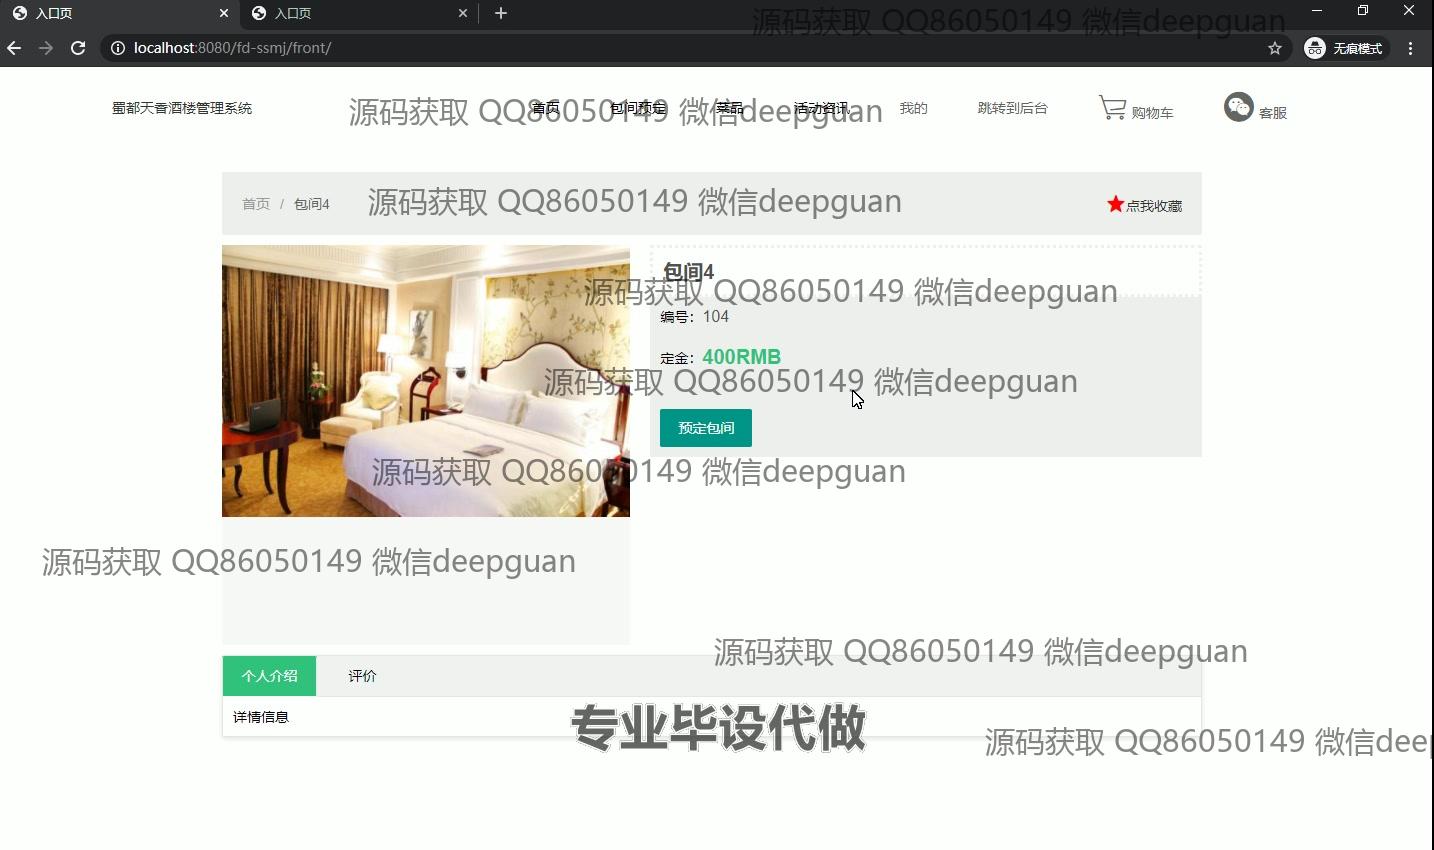 入口页
入口页
localhost:8080/fd-ssmj/front/
无痕模式
源码获取 QQ86050149 微信deepguan
蜀都天香酒楼管理系统
首页
包间预定
菜品
活动资讯
我的
跳转到后台
购物车
客服
源码获取 QQ86050149 微信deepguan
首页 / 包间4
源码获取 QQ86050149 微信deepguan
点我收藏
包间4
源码获取 QQ86050149 微信deepguan
编号：104
定金：400RMB
源码获取 QQ86050149 微信deepguan
预定包间
源码获取 QQ86050149 微信deepguan
源码获取 QQ86050149 微信deepguan
源码获取 QQ86050149 微信deepguan
个人介绍
评价
详情信息
专业毕设代做
源码获取 QQ86050149 微信dee